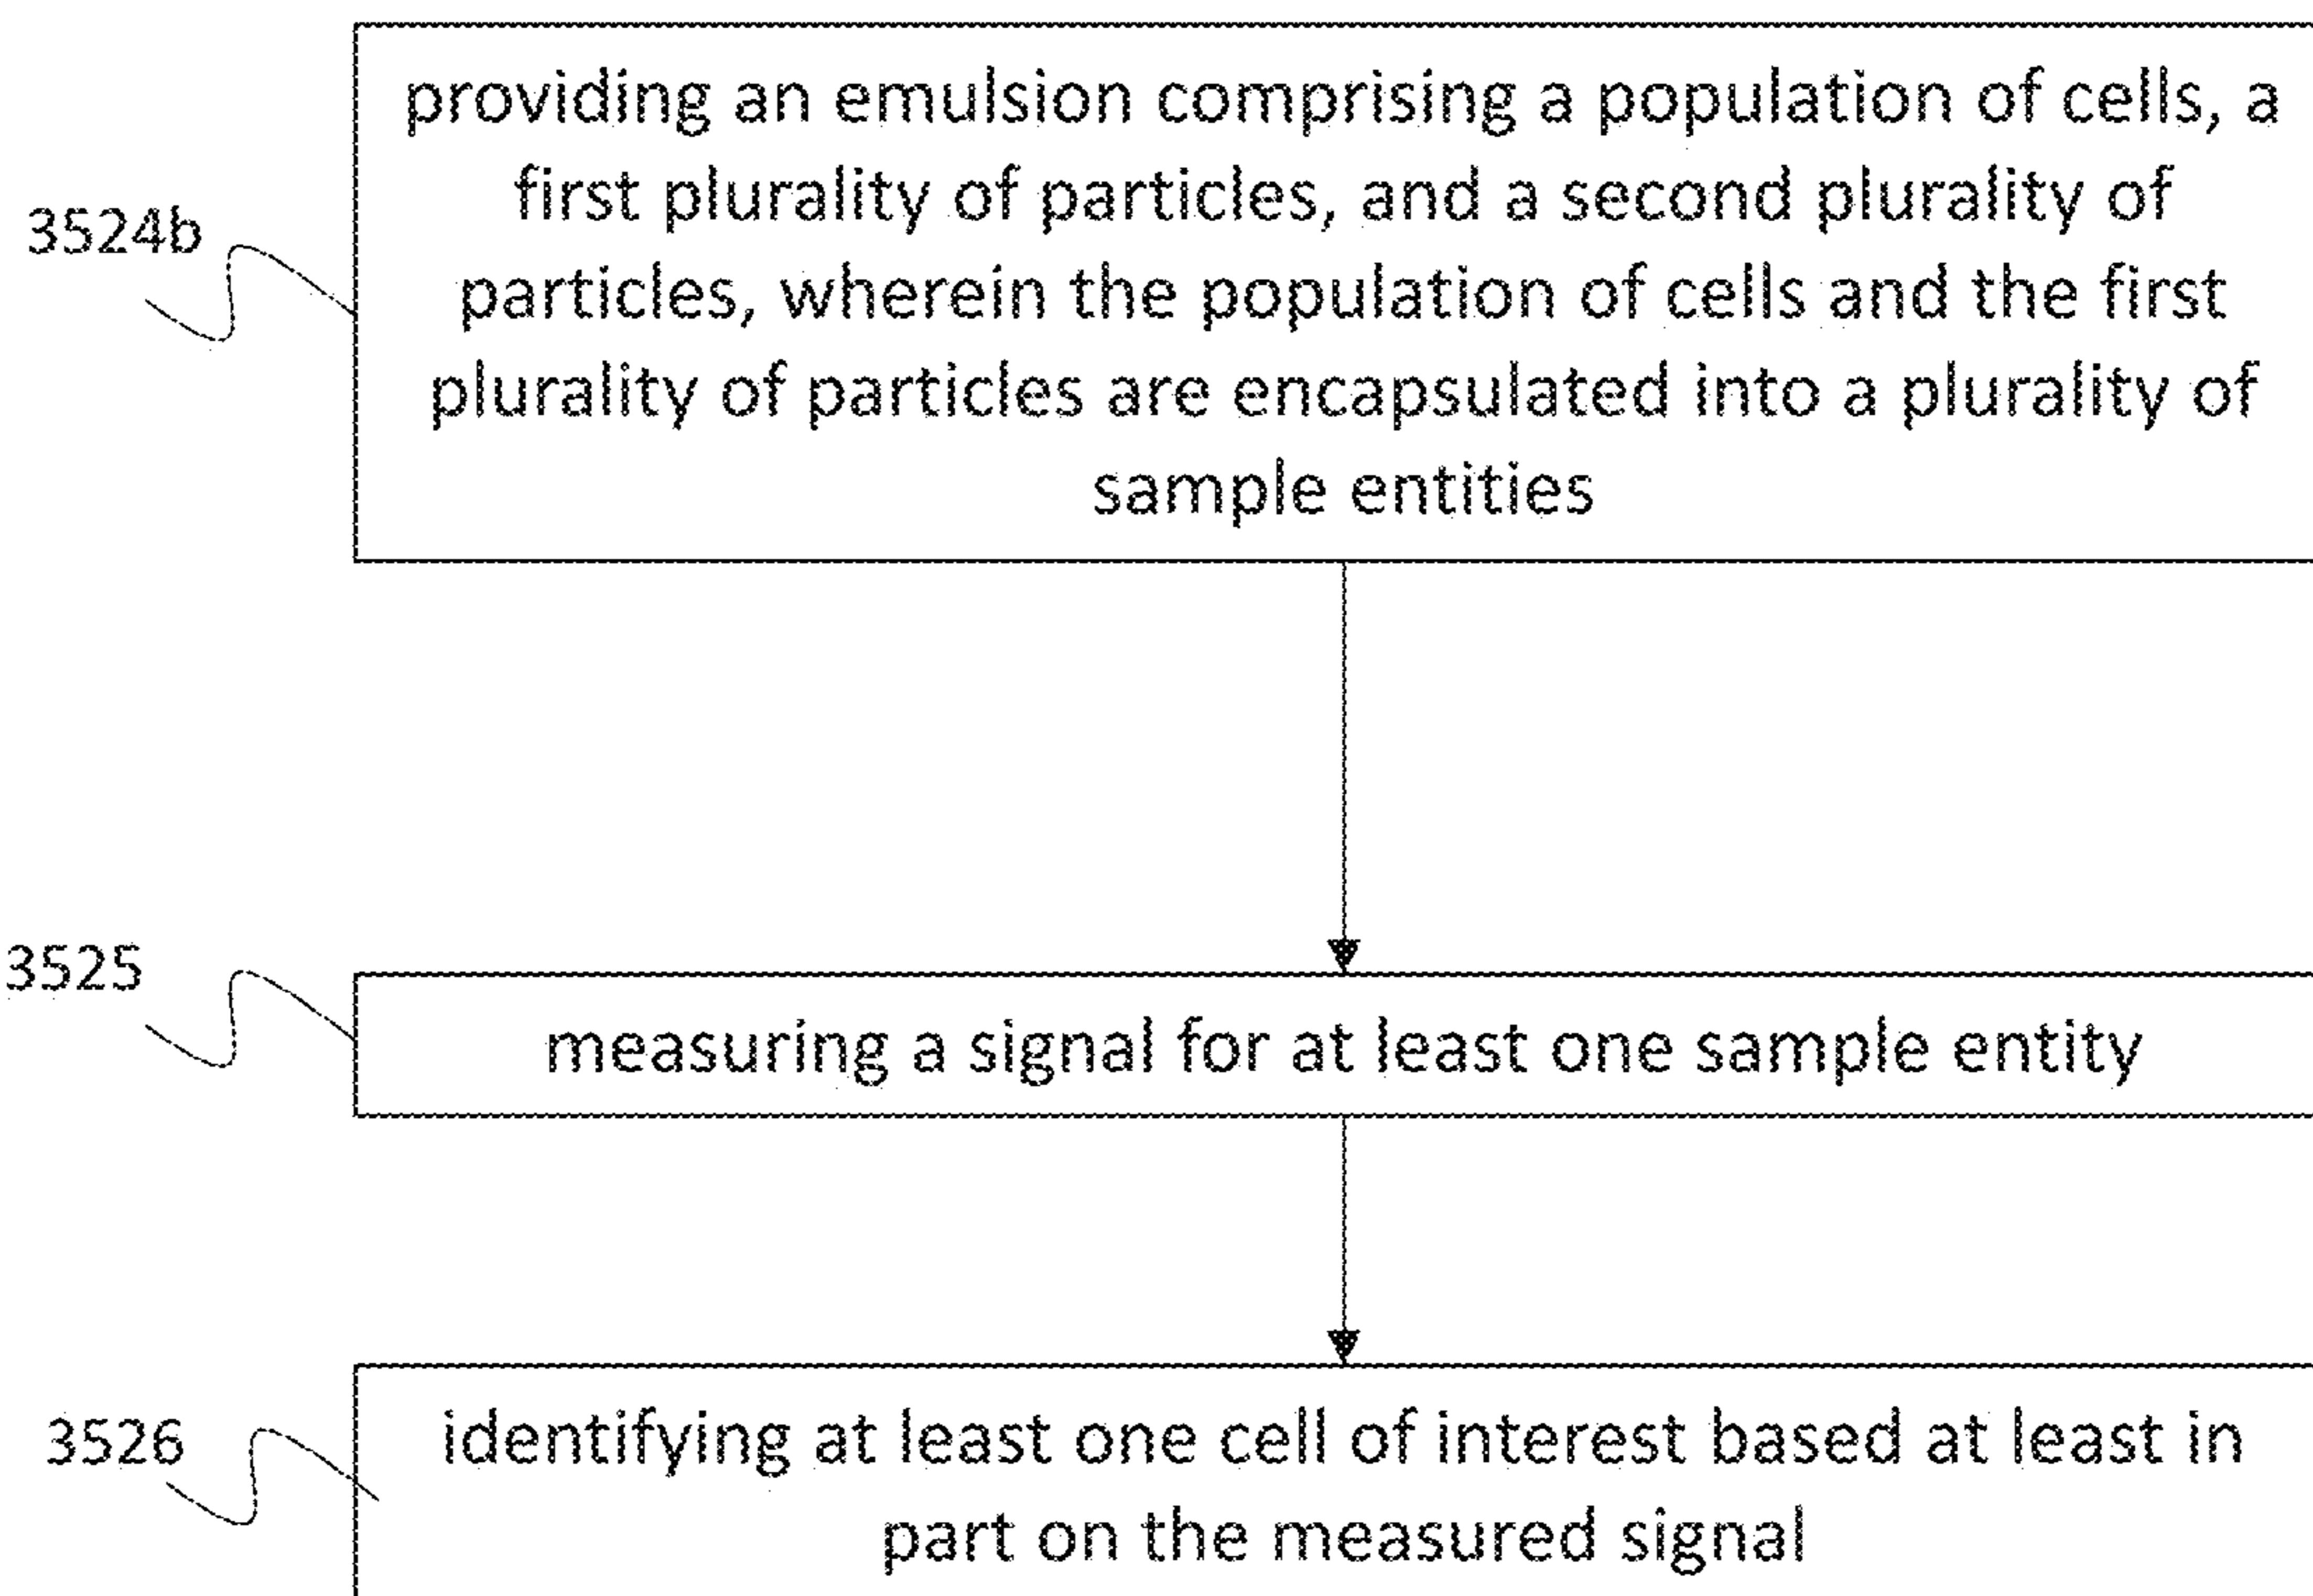 providing an emulsion comprising a population of cells, a
first plurality of particles, and a second plurality of
3524b
particles, wherein the population of cells and the first
plurality of particles are encapsulated into a plurality of
sample entities
3525
measuring a signal for at least one sample entity
3526
identifying at least one cell of interest based at least in
part on the measured signal